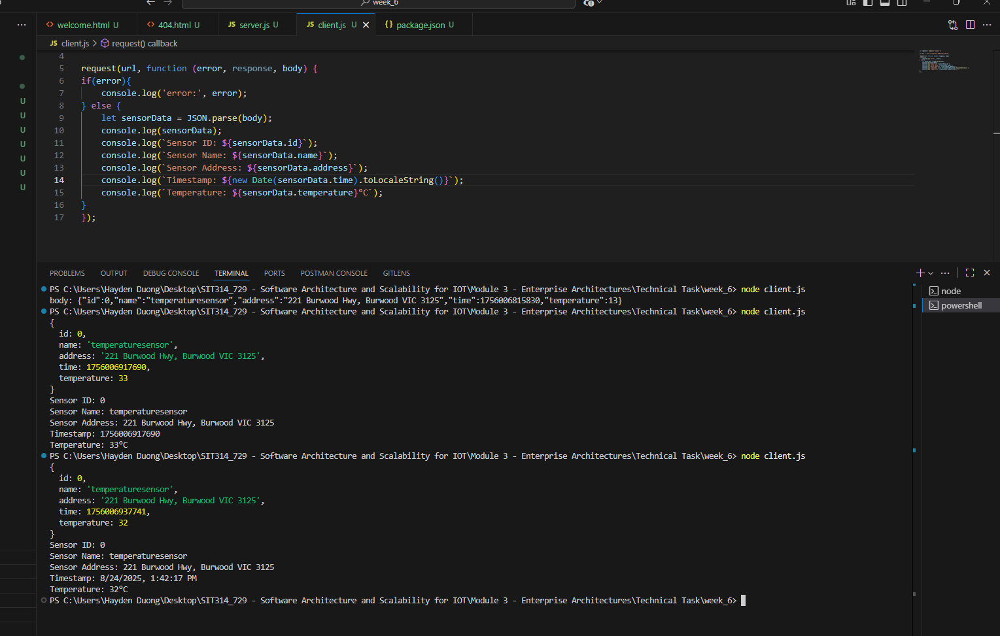 week_6
welcome.html U
404.html U
JS server.js U
JS client.js U
{} package.json U
JS client.js > request() callback
4
5 request(url, function (error, response, body) {
6 if(error){
7 console.log('error:', error);
8 } else {
9 let sensorData = JSON.parse(body);
10 console.log(sensorData);
11 console.log(`Sensor ID: ${sensorData.id}`);
12 console.log(`Sensor Name: ${sensorData.name}`);
13 console.log(`Sensor Address: ${sensorData.address}`);
14 console.log(`Timestamp: ${new Date(sensorData.time).toLocaleString()}`);
15 console.log(`Temperature: ${sensorData.temperature}ºC`);
16 }
17 });
U
U
U
U
U
U
U
PROBLEMS OUTPUT DEBUG CONSOLE TERMINAL PORTS POSTMAN CONSOLE GITLENS
node
powershell
PS C:\Users\Hayden Duong\Desktop\SIT314_729 - Software Architecture and Scalability for IOT\Module 3 - Enterprise Architectures\Technical Task\week_6> node client.js
body: {"id":0,"name":"temperaturesensor","address":"221 Burwood Hwy, Burwood VIC 3125","time":1756006815830,"temperature":13}
PS C:\Users\Hayden Duong\Desktop\SIT314_729 - Software Architecture and Scalability for IOT\Module 3 - Enterprise Architectures\Technical Task\week_6> node client.js
{
id: 0,
name: 'temperaturesensor',
address: '221 Burwood Hwy, Burwood VIC 3125',
time: 1756006917690,
temperature: 33
}
Sensor ID: 0
Sensor Name: temperaturesensor
Sensor Address: 221 Burwood Hwy, Burwood VIC 3125
Timestamp: 1756006917690
Temperature: 33ºC
PS C:\Users\Hayden Duong\Desktop\SIT314_729 - Software Architecture and Scalability for IOT\Module 3 - Enterprise Architectures\Technical Task\week_6> node client.js
{
id: 0,
name: 'temperaturesensor',
address: '221 Burwood Hwy, Burwood VIC 3125',
time: 1756006937741,
temperature: 32
}
Sensor ID: 0
Sensor Name: temperaturesensor
Sensor Address: 221 Burwood Hwy, Burwood VIC 3125
Timestamp: 8/24/2025, 1:42:17 PM
Temperature: 32ºC
PS C:\Users\Hayden Duong\Desktop\SIT314_729 - Software Architecture and Scalability for IOT\Module 3 - Enterprise Architectures\Technical Task\week_6>